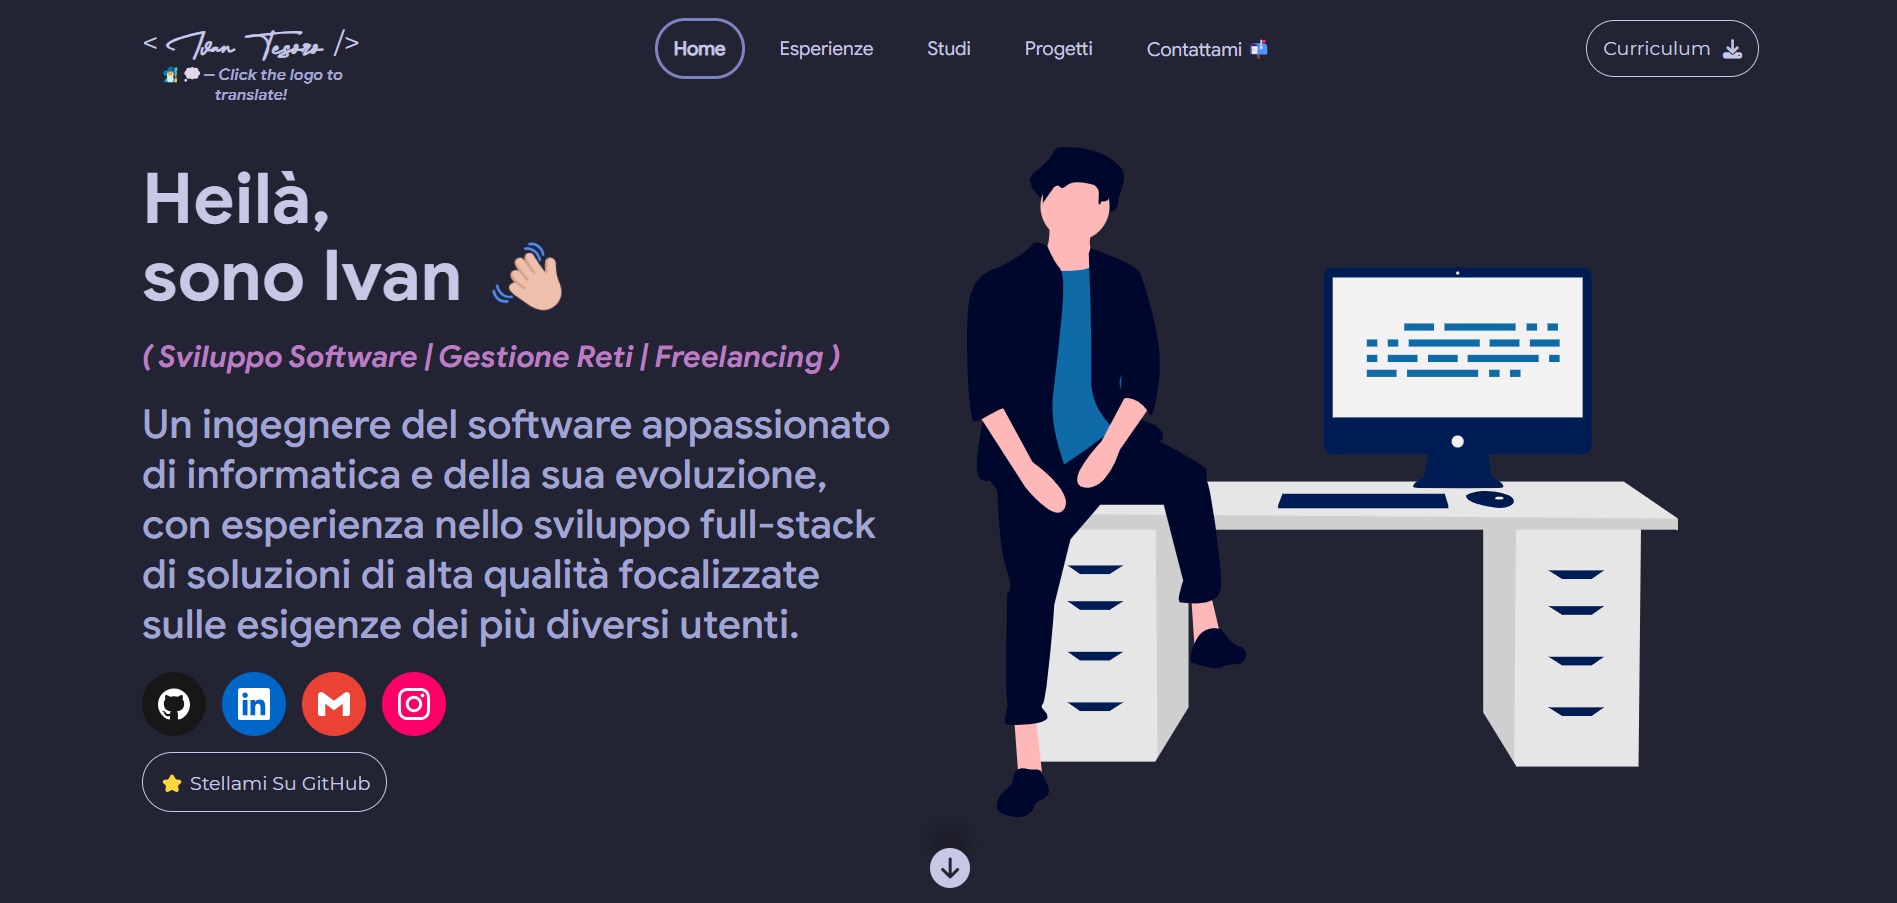 < Ivan Tesoro />
🧙‍♂️ 💭 – Click the logo to
translate!
Home
Esperienze
Studi
Progetti
Contattami 📬
Curriculum
Heilà,
sono Ivan 👋🏻
( Sviluppo Software | Gestione Reti | Freelancing )
Un ingegnere del software appassionato
di informatica e della sua evoluzione,
con esperienza nello sviluppo full-stack
di soluzioni di alta qualità focalizzate
sulle esigenze dei più diversi utenti.
in
⭐ Stellami Su GitHub